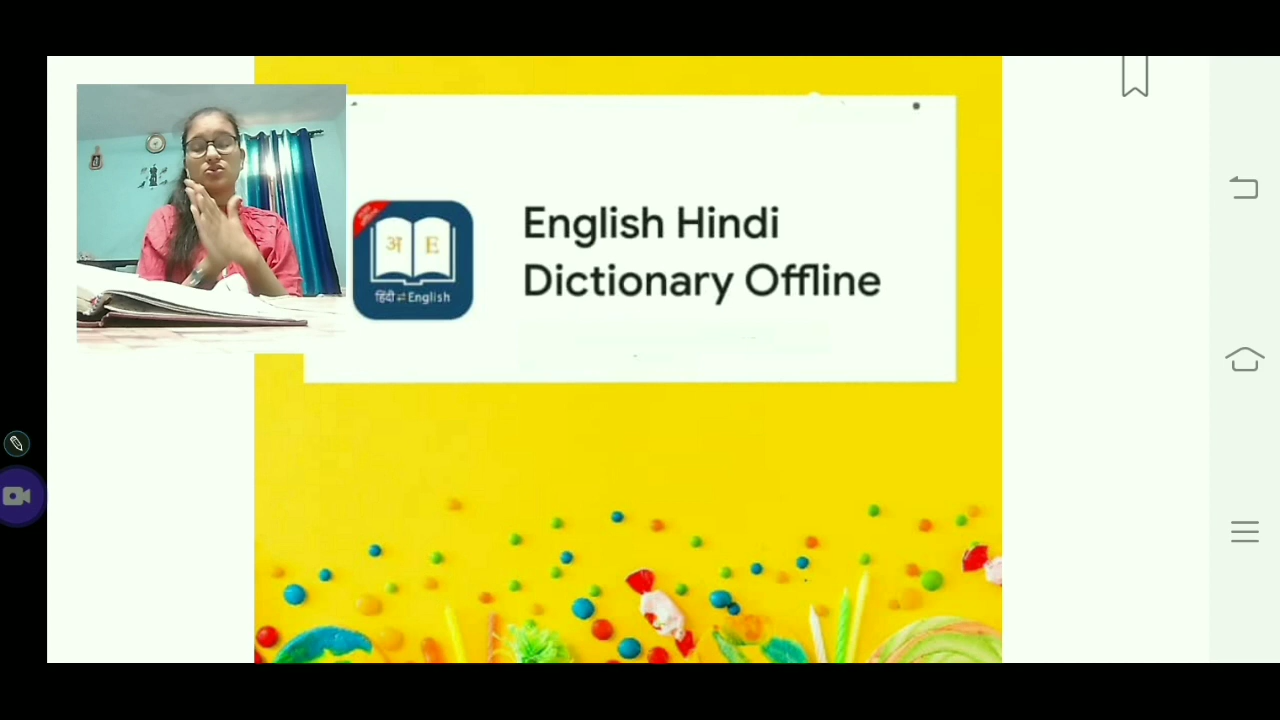 English Hindi
Dictionary Offline
अ E
हिंदी ⇌ English